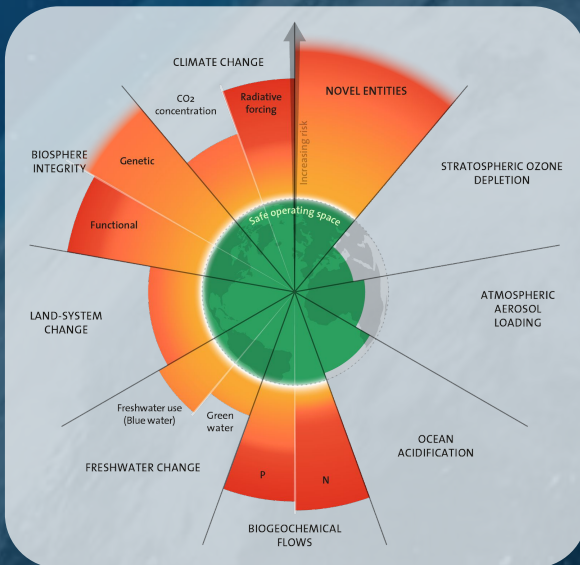 CLIMATE CHANGE
CO2
concentration
Radiative
forcing
NOVEL ENTITIES
Increasing risk
BIOSPHERE
INTEGRITY
Genetic
Functional
STRATOSPHERIC OZONE
DEPLETION
Safe operating space
LAND-SYSTEM
CHANGE
ATMOSPHERIC
AEROSOL
LOADING
Freshwater use
(Blue water)
Green
water
FRESHWATER CHANGE
OCEAN
ACIDIFICATION
P
N
BIOGEOCHEMICAL
FLOWS